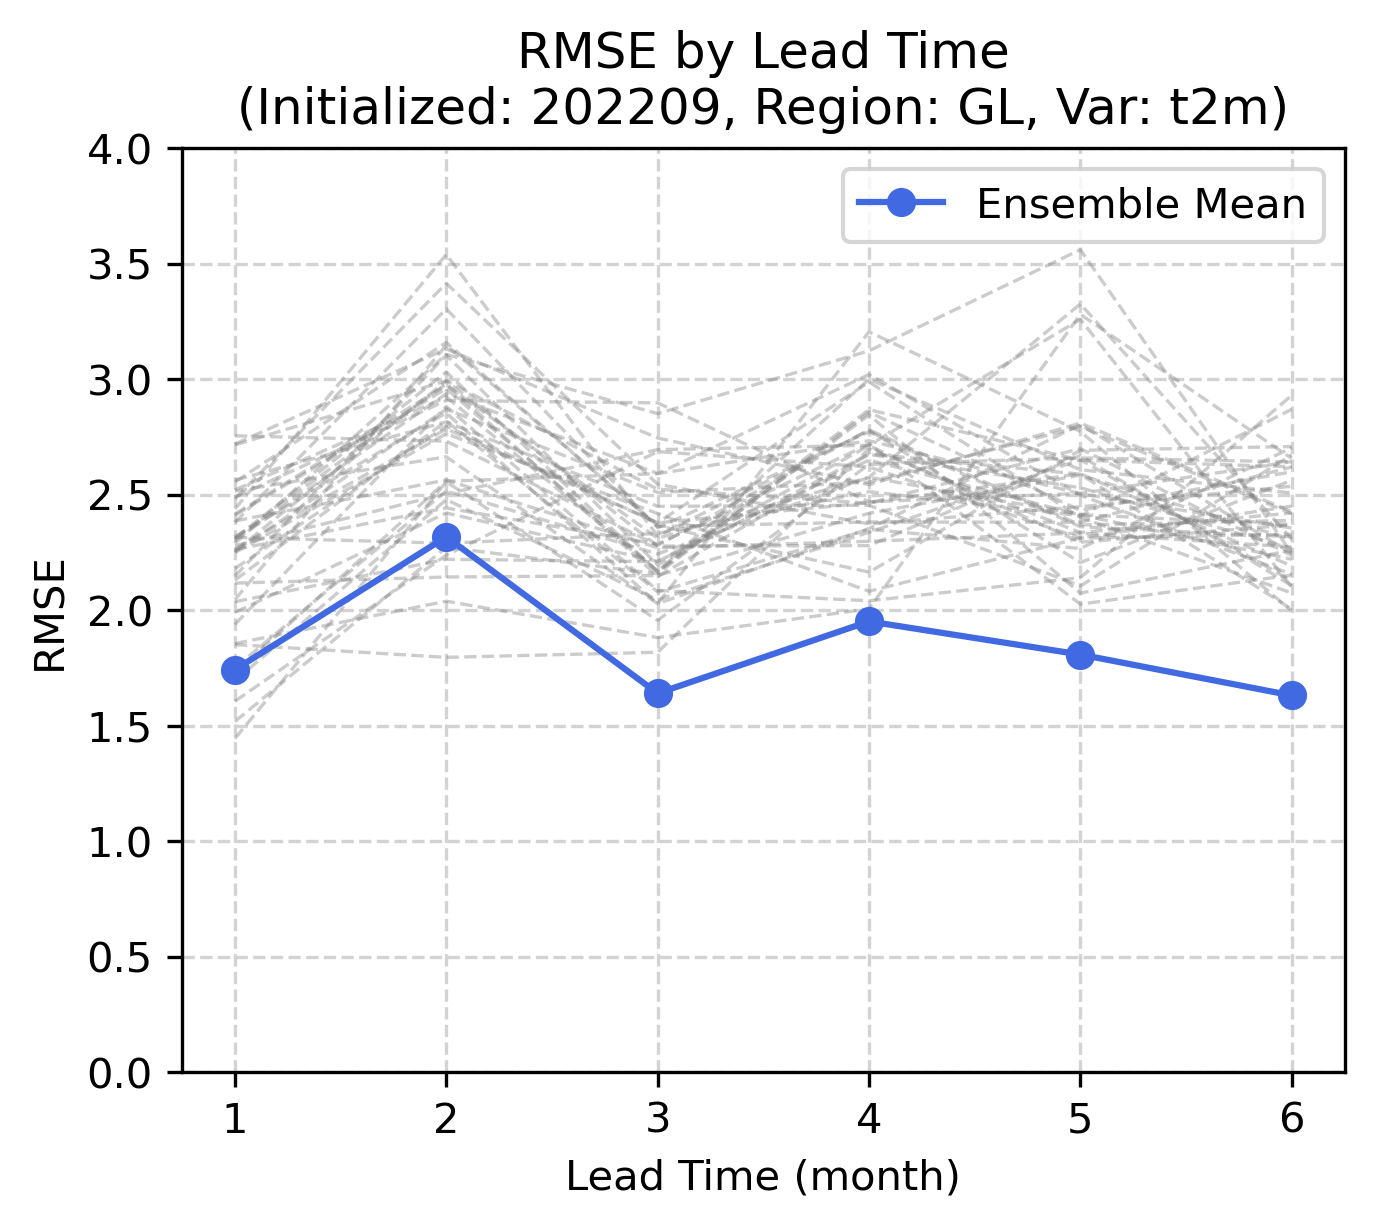 RMSE by Lead Time
(Initialized: 202209, Region: GL, Var: t2m)
Ensemble Mean
RMSE
4.0
3.5
3.0
2.5
2.0
1.5
1.0
0.5
0.0
1 2 3 4 5 6
Lead Time (month)